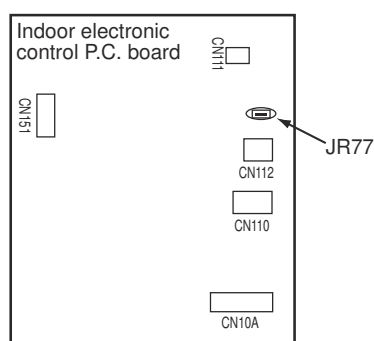 Indoor electronic
control P.C. board
CN111
CN151
JR77
CN112
CN110
CN10A